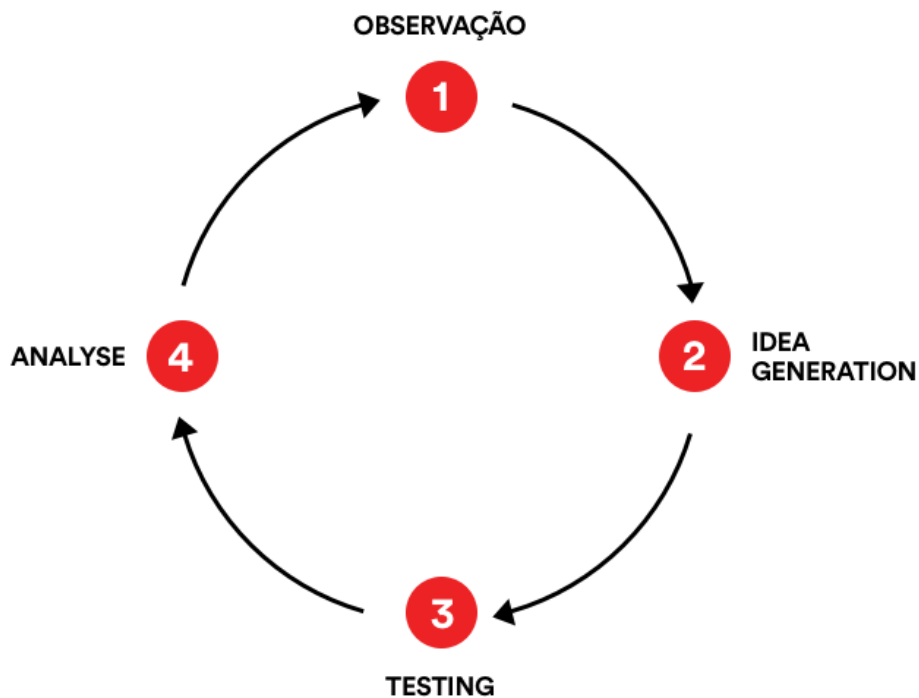 OBSERVAÇÃO
1
2
IDEA
GENERATION
3
TESTING
4
ANALYSE